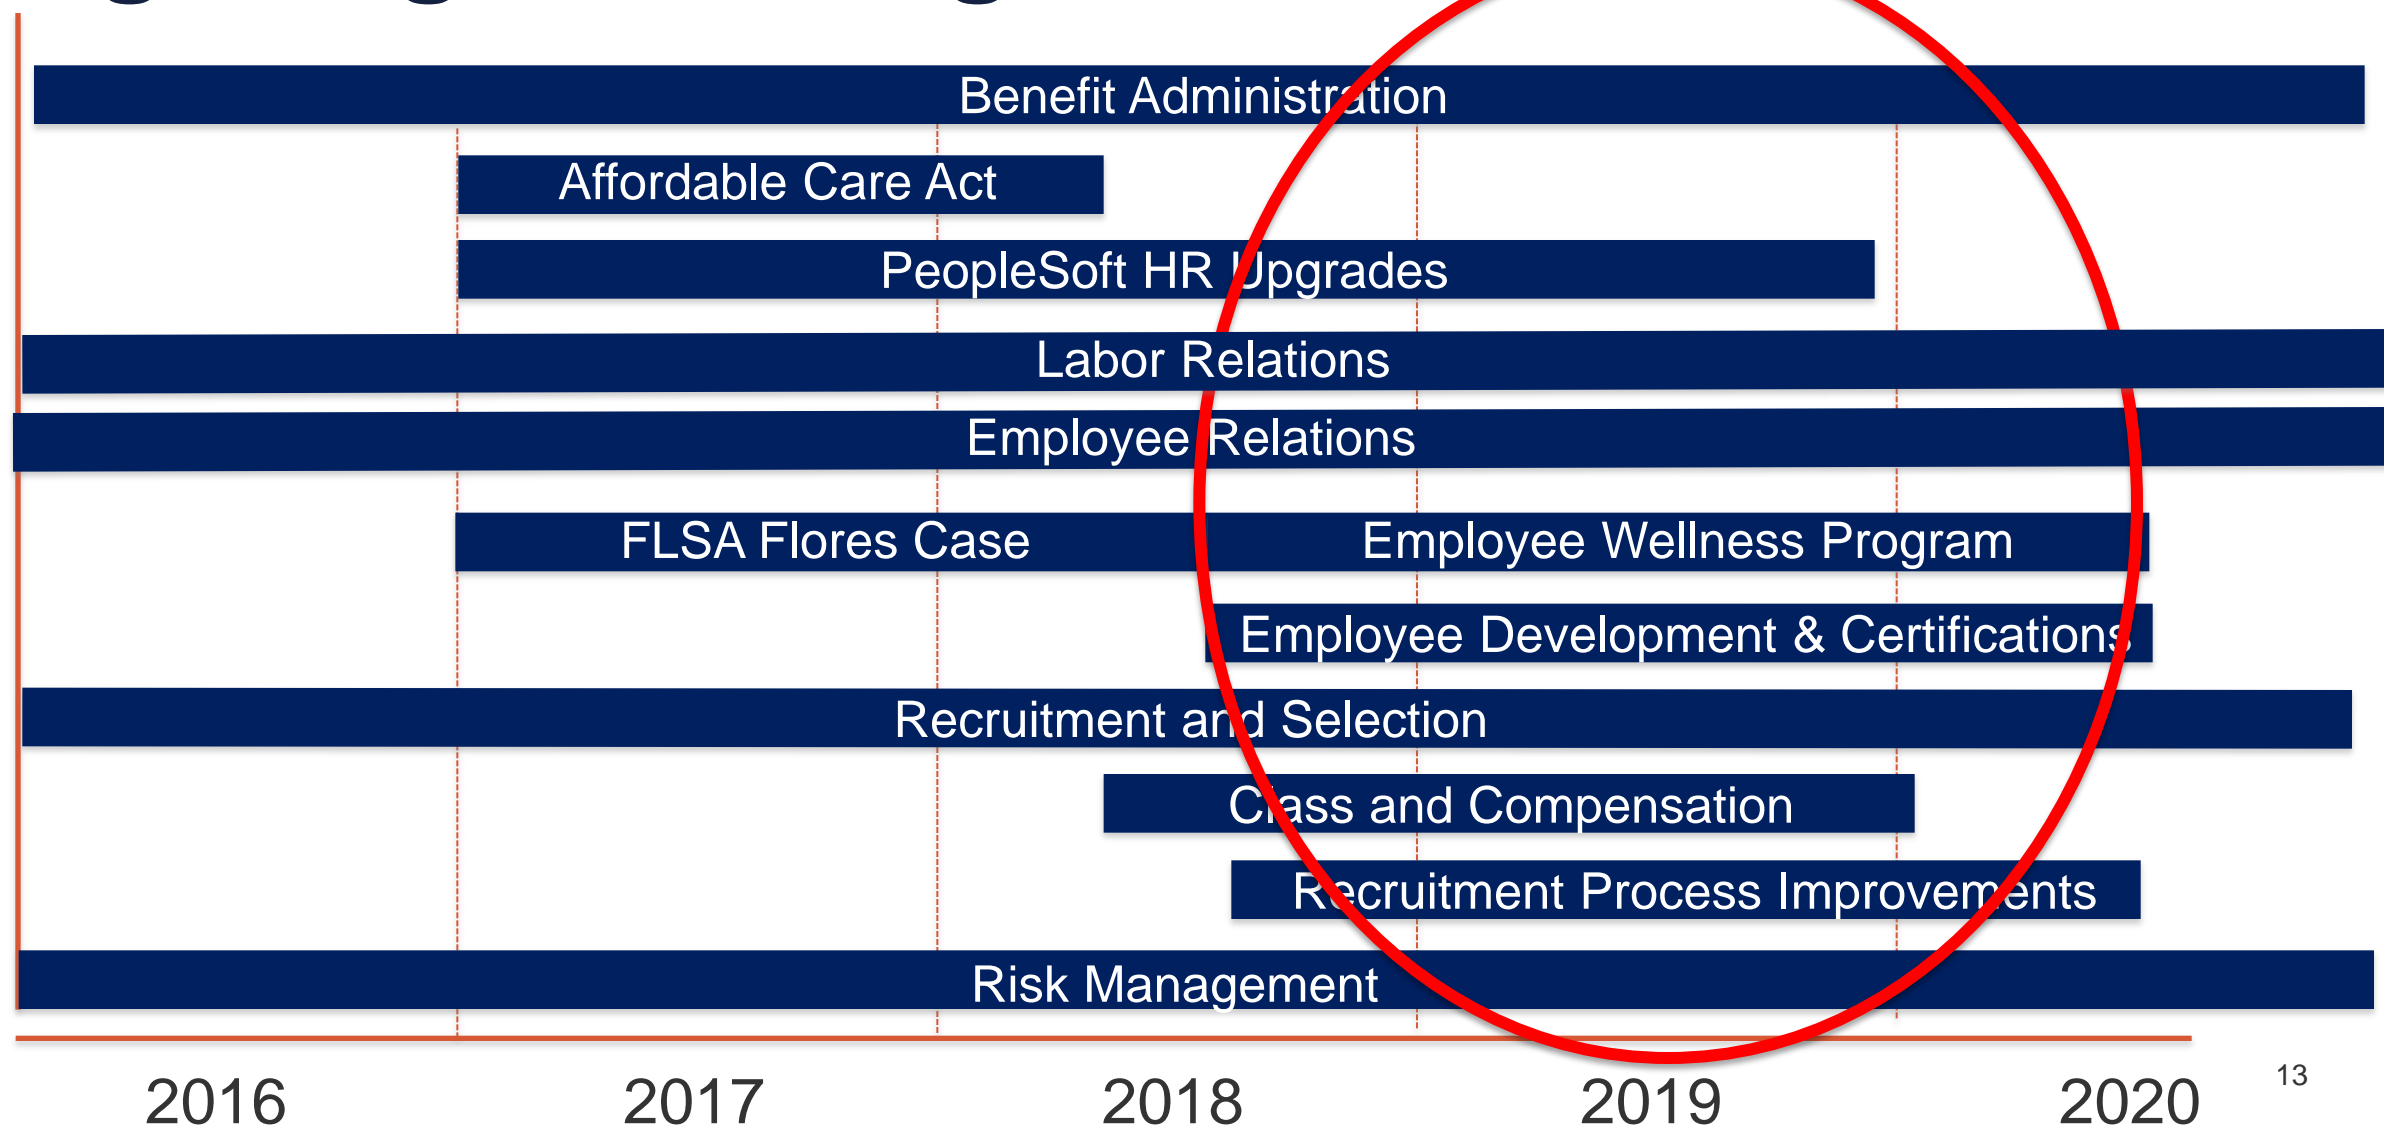 Benefit Administration
Affordable Care Act
PeopleSoft HR Upgrades
Labor Relations
Employee Relations
FLSA Flores Case Employee Wellness Program
Employee Development & Certifications
Recruitment and Selection
Class and Compensation
Recruitment Process Improvements
Risk Management
2016 2017 2018 2019 2020 13